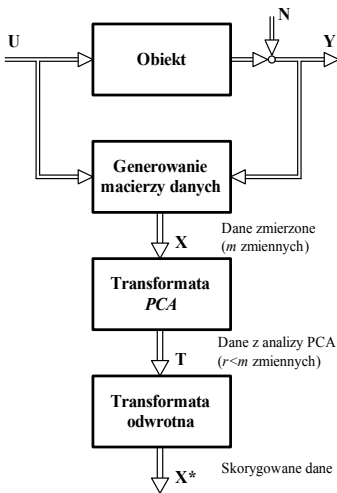 N
U
Obiekt
Y
Generowanie
macierzy danych
X
Dane zmierzone
(m zmiennych)
Transformata
PCA
T
Dane z analizy PCA
(r<m zmiennych)
Transformata
odwrotna
X*
Skorygowane dane